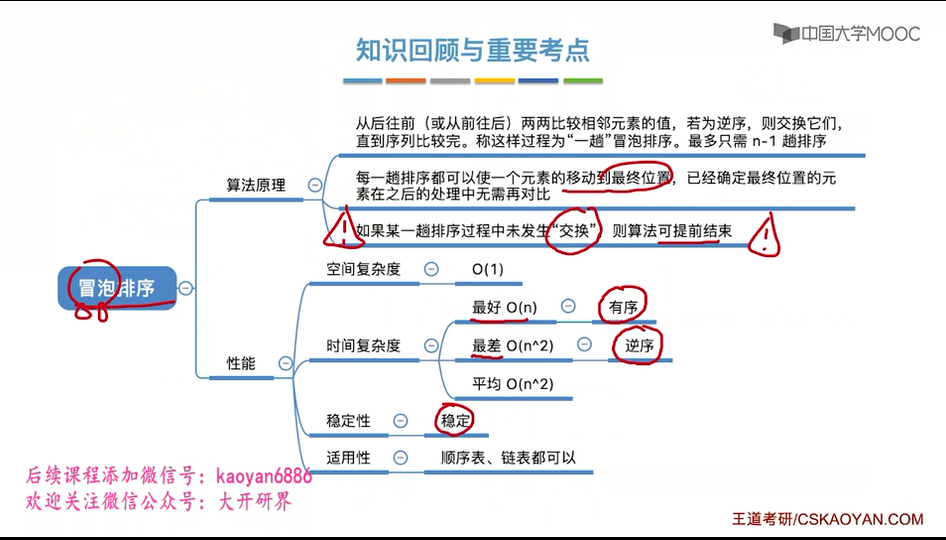 中国大学MOOC
知识回顾与重要考点
从后往前（或从前往后）两两比较相邻元素的值，若为逆序，则交换它们，
直到序列比较完。称这样过程为“一趟”冒泡排序。最多只需 n-1 趟排序
算法原理
每一趟排序都可以使一个元素的移动到最终位置，已经确定最终位置的元
素在之后的处理中无需再对比
如果某一趟排序过程中未发生“交换”，则算法可提前结束
冒泡排序
空间复杂度
O(1)
最好 O(n)
有序
性能
时间复杂度
最差 O(n^2)
逆序
平均 O(n^2)
稳定性
稳定
适用性
顺序表、链表都可以
后续课程添加微信号：kaoyan6886
欢迎关注微信公众号：大开研界
王道考研/CSKAOYAN.COM